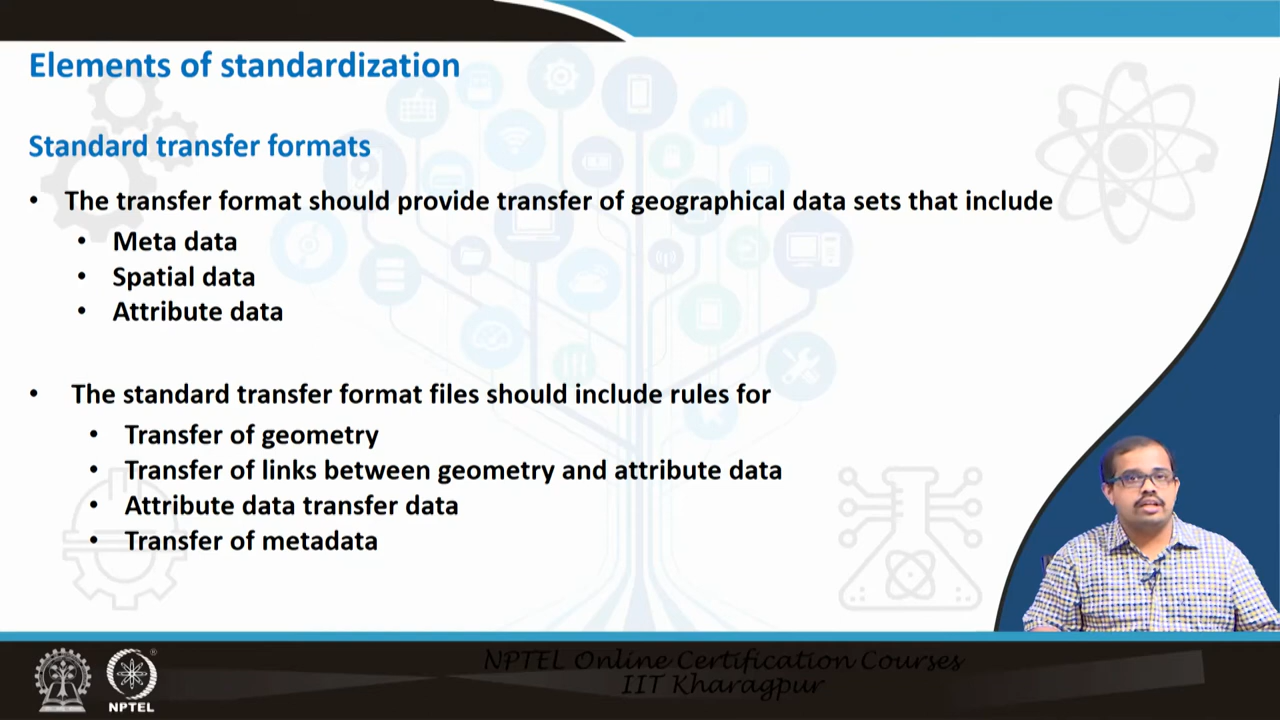 Elements of standardization
Standard transfer formats
• The transfer format should provide transfer of geographical data sets that include
• Meta data
• Spatial data
• Attribute data
• The standard transfer format files should include rules for
• Transfer of geometry
• Transfer of links between geometry and attribute data
• Attribute data transfer data
• Transfer of metadata
NPTEL Online Certification Courses
IIT Kharagpur
NPTEL